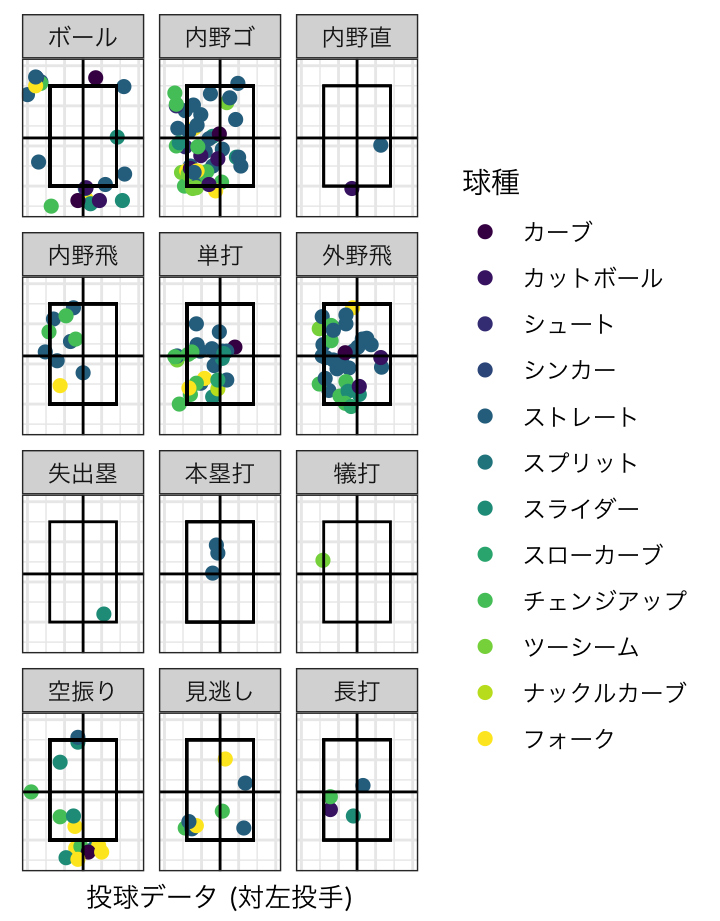 ボール 内野ゴ 内野直
内野飛 単打 外野飛
失出塁 本塁打 犠打
空振り 見逃し 長打
投球データ (対左投手)
球種
カーブ
カットボール
シュート
シンカー
ストレート
スプリット
スライダー
スローカーブ
チェンジアップ
ツーシーム
ナックルカーブ
フォーク